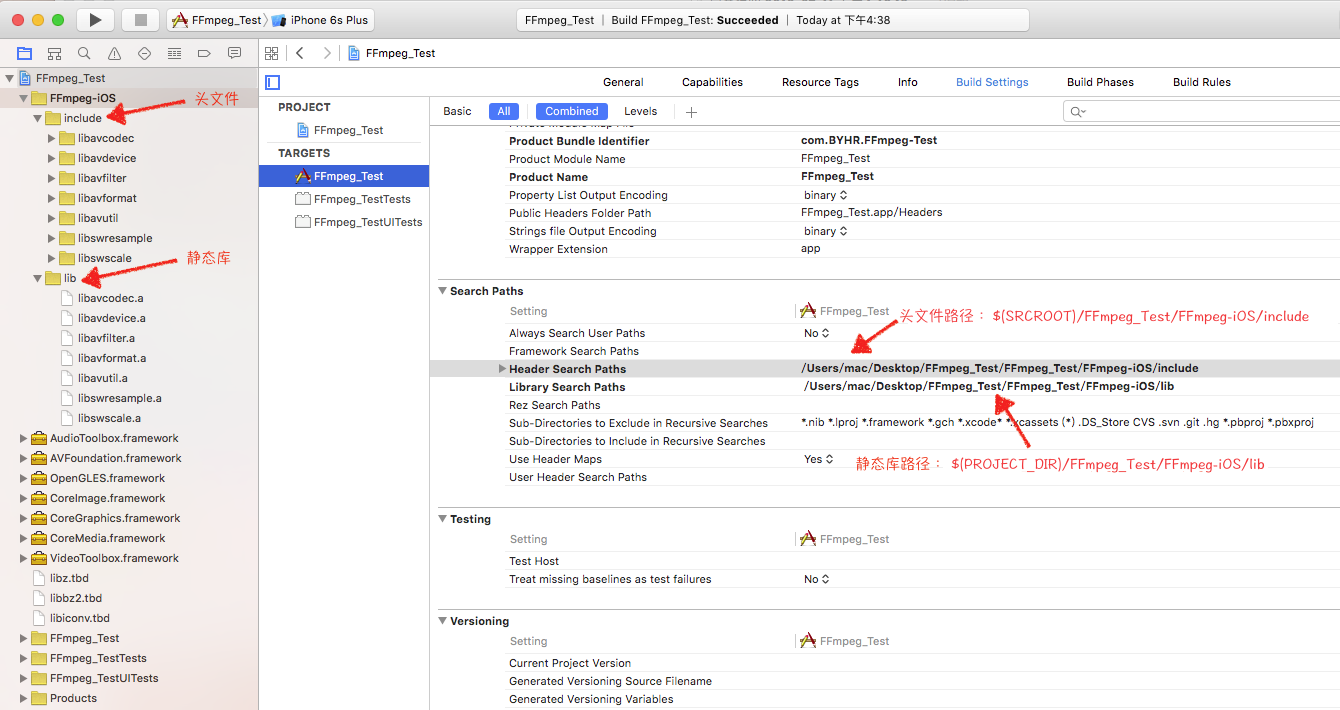 FFmpeg_Test
iPhone 6s Plus
FFmpeg_Test | Build FFmpeg_Test: Succeeded | Today at 下午4:38
FFmpeg_Test
FFmpeg_Test
FFmpeg-iOS
头文件
include
libavcodec
libavdevice
libavfilter
libavformat
libavutil
libswresample
libswscale
静态库
lib
libavcodec.a
libavdevice.a
libavfilter.a
libavformat.a
libavutil.a
libswresample.a
libswscale.a
AudioToolbox.framework
AVFoundation.framework
OpenGLES.framework
CoreImage.framework
CoreGraphics.framework
CoreMedia.framework
VideoToolbox.framework
libz.tbd
libbz2.tbd
libiconv.tbd
FFmpeg_Test
FFmpeg_TestTests
FFmpeg_TestUITests
Products
General Capabilities Resource Tags Info Build Settings Build Phases Build Rules
PROJECT
FFmpeg_Test
TARGETS
FFmpeg_Test
FFmpeg_TestTests
FFmpeg_TestUITests
Basic All Combined Levels
Product Bundle Identifier com.BYHR.FFmpeg-Test
Product Module Name FFmpeg_Test
Product Name FFmpeg_Test
Property List Output Encoding binary
Public Headers Folder Path FFmpeg_Test.app/Headers
Strings file Output Encoding binary
Wrapper Extension app
Search Paths
Setting FFmpeg_Test
头文件路径： $(SRCROOT)/FFmpeg_Test/FFmpeg-iOS/include
Always Search User Paths No
Framework Search Paths
Header Search Paths /Users/mac/Desktop/FFmpeg_Test/FFmpeg_Test/FFmpeg-iOS/include
Library Search Paths /Users/mac/Desktop/FFmpeg_Test/FFmpeg_Test/FFmpeg-iOS/lib
Rez Search Paths
Sub-Directories to Exclude in Recursive Searches *.nib *.lproj *.framework *.gch *.xcode* *.xcassets (*) .DS_Store CVS .svn .git .hg *.pbproj *.pbxproj
Sub-Directories to Include in Recursive Searches
Use Header Maps Yes
静态库路径： $(PROJECT_DIR)/FFmpeg_Test/FFmpeg-iOS/lib
User Header Search Paths
Testing
Setting FFmpeg_Test
Test Host
Treat missing baselines as test failures No
Versioning
Setting FFmpeg_Test
Current Project Version
Generated Versioning Source Filename
Generated Versioning Variables